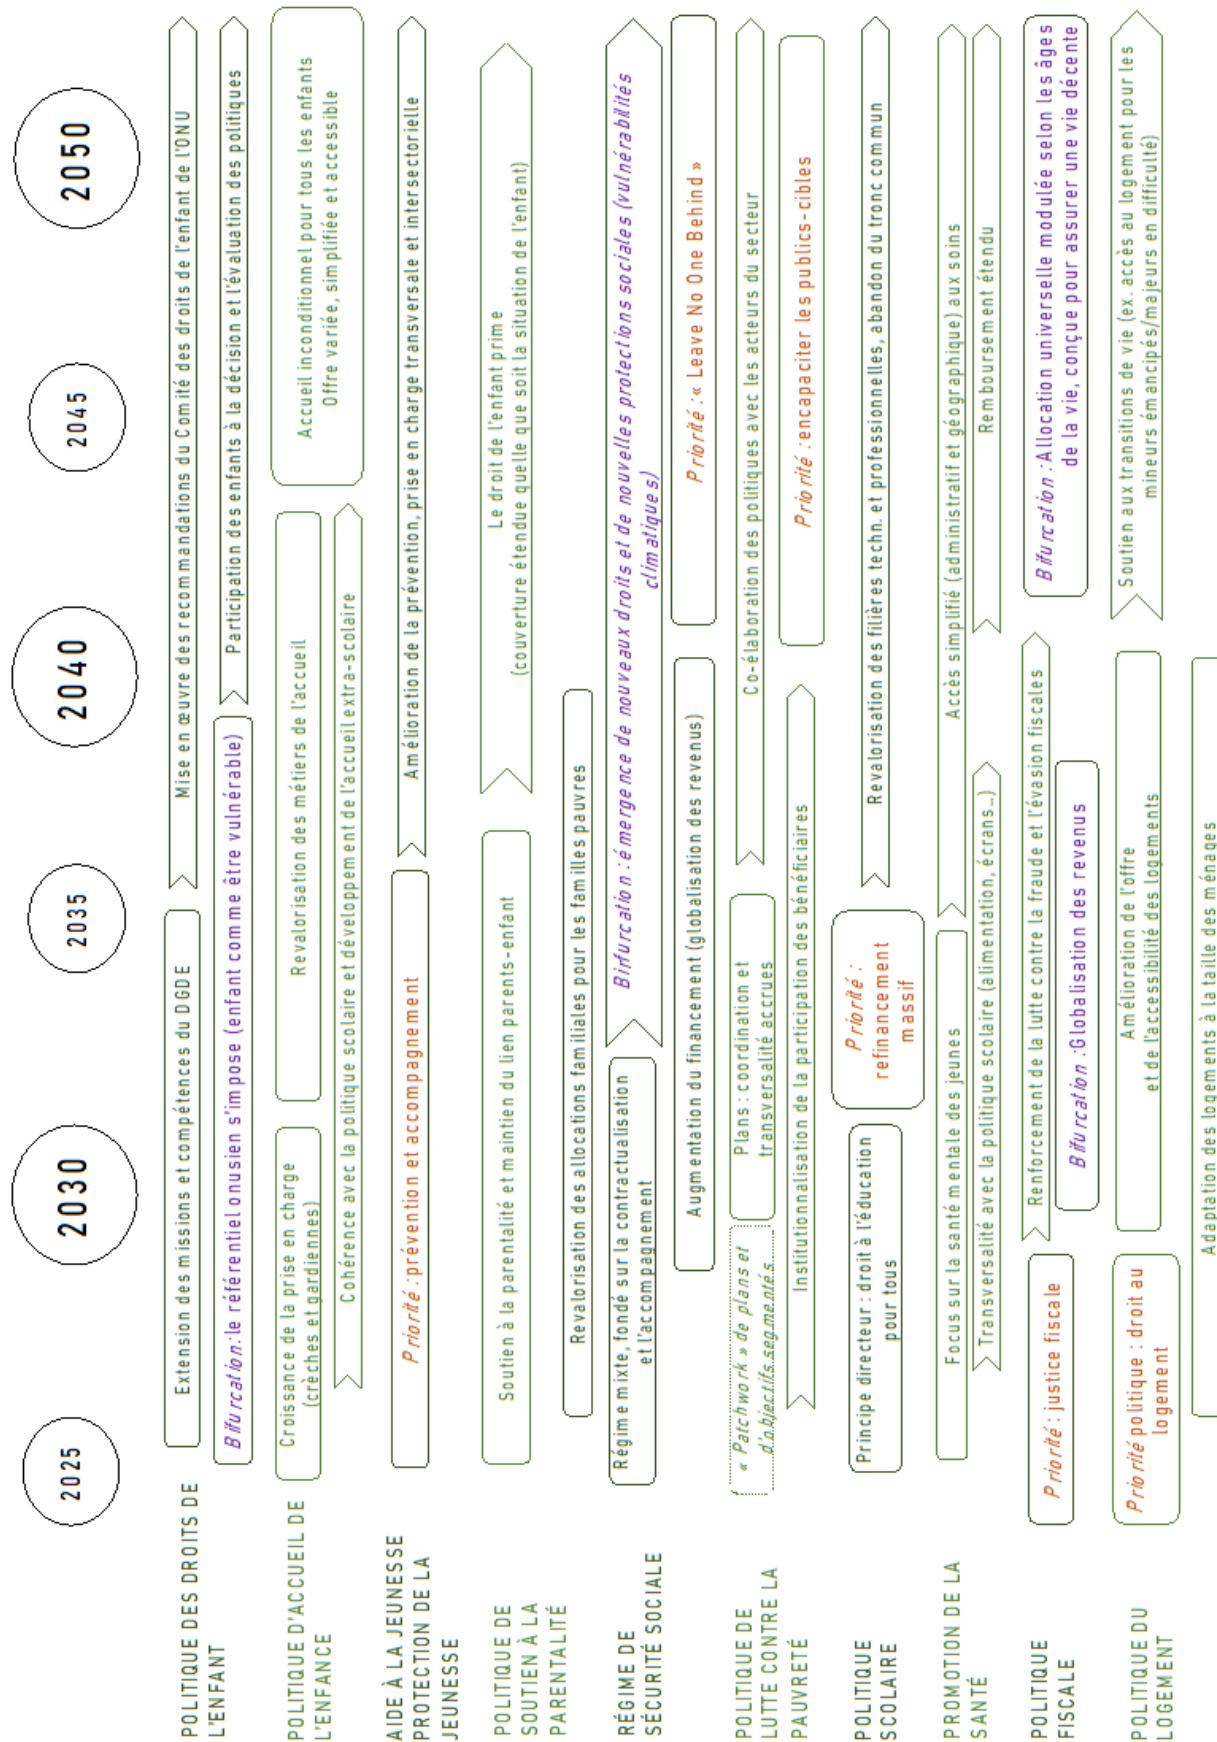 2025
2030
2035
2040
2045
2050
POLITIQUE DES DROITS DE
L'ENFANT
Extension des missions et compétences du DGDE
Mise en œuvre des recommandations du Comité des droits de l'enfant de l'ONU
Bifurcation: le référentiel onusien s'impose (enfant comme être vulnérable)
Participation des enfants à la décision et l'évaluation des politiques
POLITIQUE D'ACCUEIL DE
L'ENFANCE
Croissance de la prise en charge
(crèches et gardiennes)
Revalorisation des métiers de l'accueil
Accueil inconditionnel pour tous les enfants
Offre variée, simplifiée et accessible
Cohérence avec la politique scolaire et développement de l'accueil extra-scolaire
AIDE À LA JEUNESSE
PROTECTION DE LA
JEUNESSE
Priorité : prévention et accompagnement
Amélioration de la prévention, prise en charge transversale et intersectorielle
POLITIQUE DE
SOUTIEN À LA
PARENTALITÉ
Soutien à la parentalité et maintien du lien parents-enfant
Le droit de l'enfant prime
(couverture étendue quelle que soit la situation de l'enfant)
Revalorisation des allocations familiales pour les familles pauvres
RÉGIME DE
SÉCURITÉ SOCIALE
Régime mixte, fondé sur la contractualisation
et l'accompagnement
Birfurcation : émergence de nouveaux droits et de nouvelles protections sociales (vulnérabilités
climatiques)
Augmentation du financement (globalisation des revenus)
Priorité : « Leave No One Behind »
POLITIQUE DE
LUTTE CONTRE LA
PAUVRETÉ
« Patchwork » de plans et
d'objectifs segmentés
Plans : coordination et
transversalité accrues
Co-élaboration des politiques avec les acteurs du secteur
Institutionnalisation de la participation des bénéficiaires
Priorité : encapaciter les publics-cibles
POLITIQUE
SCOLAIRE
Principe directeur : droit à l'éducation
pour tous
Priorité :
refinancement
massif
Revalorisation des filières techn. et professionnelles, abandon du tronc commun
PROMOTION DE LA
SANTÉ
Focus sur la santé mentale des jeunes
Accès simplifié (administratif et géographique) aux soins
Transversalité avec la politique scolaire (alimentation, écrans…)
Remboursement étendu
POLITIQUE
FISCALE
Priorité : justice fiscale
Renforcement de la lutte contre la fraude et l'évasion fiscales
Bifurcation : Globalisation des revenus
Bifurcation : Allocation universelle modulée selon les âges
de la vie, conçue pour assurer une vie décente
POLITIQUE DU
LOGEMENT
Priorité politique : droit au
logement
Amélioration de l'offre
et de l'accessibilité des logements
Soutien aux transitions de vie (ex. accès au logement pour les
mineurs émancipés/majeurs en difficulté)
Adaptation des logements à la taille des ménages